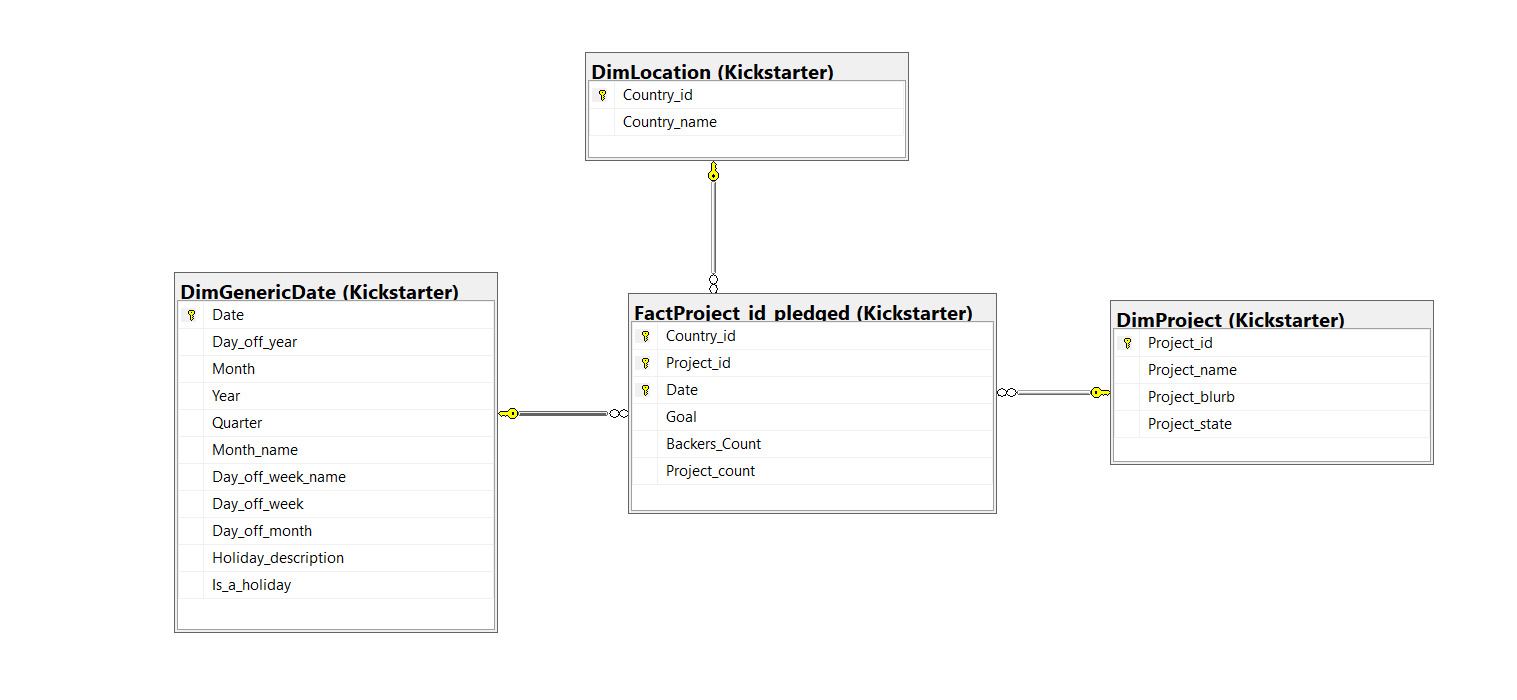 DimLocation (Kickstarter)
Country_id
Country_name
DimGenericDate (Kickstarter)
Date
Day_off_year
Month
Year
Quarter
Month_name
Day_off_week_name
Day_off_week
Day_off_month
Holiday_description
Is_a_holiday
FactProject_id_pledged (Kickstarter)
Country_id
Project_id
Date
Goal
Backers_Count
Project_count
DimProject (Kickstarter)
Project_id
Project_name
Project_blurb
Project_state